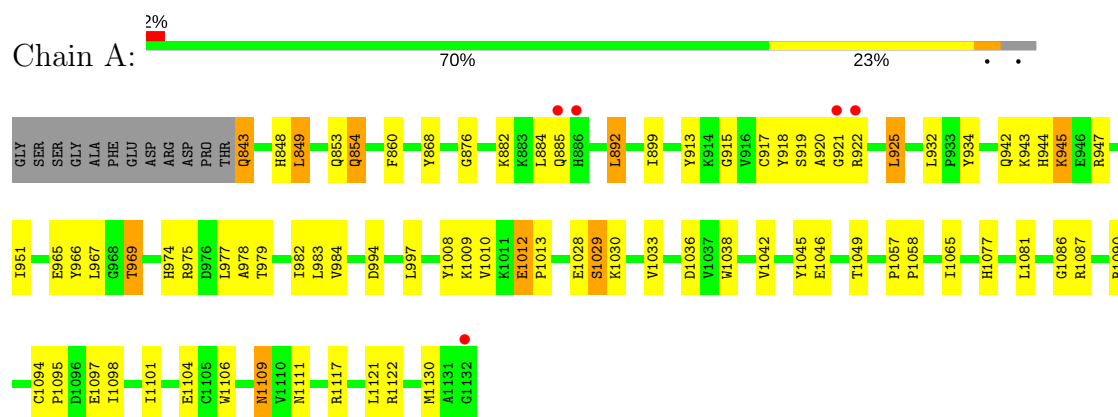 2%
Chain A:
70% 23% • •
GLY SER SER GLY ALA PHE GLU ASP ARG ASP PRO THR Q843 H848 L849 Q853 Q854 F860 Y868 G876 K882 K883 L884 Q885 H886 L892 I899 Y913 K914 G915 V916 C917 Y918 S919 A920 G921 R922 L925 L932 P933 Y934 Q942 K943 H944 K945 E946 R947
I951 E965 Y966 L967 G968 T969 H974 R975 D976 L977 A978 T979 I982 L983 V984 D994 L997 Y1008 K1009 V1010 K1011 E1012 P1013 E1028 S1029 K1030 V1033 D1036 V1037 W1038 V1042 Y1045 E1046 T1049 P1057 P1058 I1065 H1077 L1081 G1086 R1087
C1094 P1095 D1096 E1097 I1098 I1101 E1104 C1105 W1106 N1109 V1110 N1111 R1117 L1121 R1122 M1130 A1131 G1132